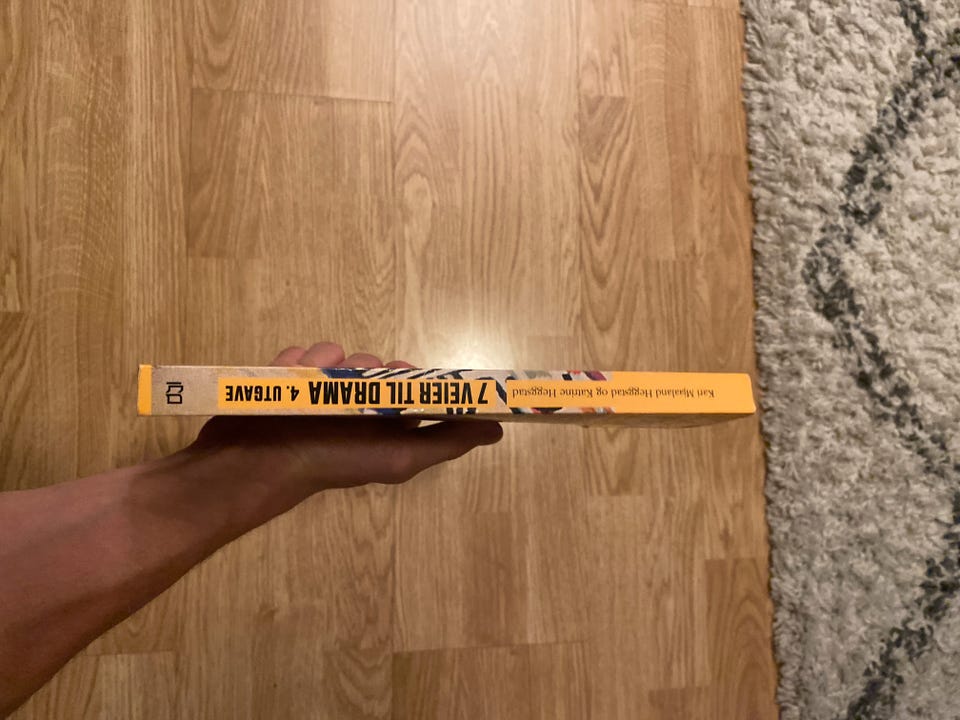 Kari Mjaaland Heggstad og Katrine Heggstad
7 VEIER TIL DRAMA 4. UTGAVE